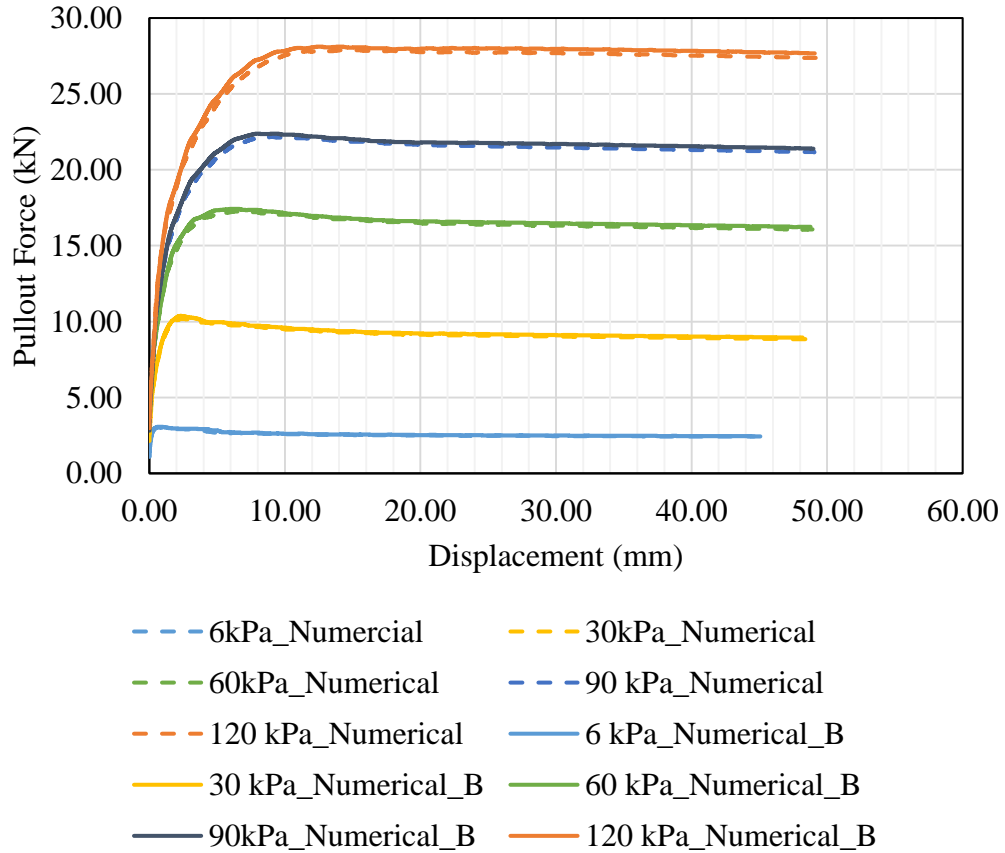 30.00
25.00
20.00
15.00
10.00
5.00
0.00
Pullout Force (kN)
0.00 10.00 20.00 30.00 40.00 50.00 60.00
Displacement (mm)
6kPa_Numercial 30kPa_Numerical
60kPa_Numerical 90 kPa_Numerical
120 kPa_Numerical 6 kPa_Numerical_B
30 kPa_Numerical_B 60 kPa_Numerical_B
90kPa_Numerical_B 120 kPa_Numerical_B